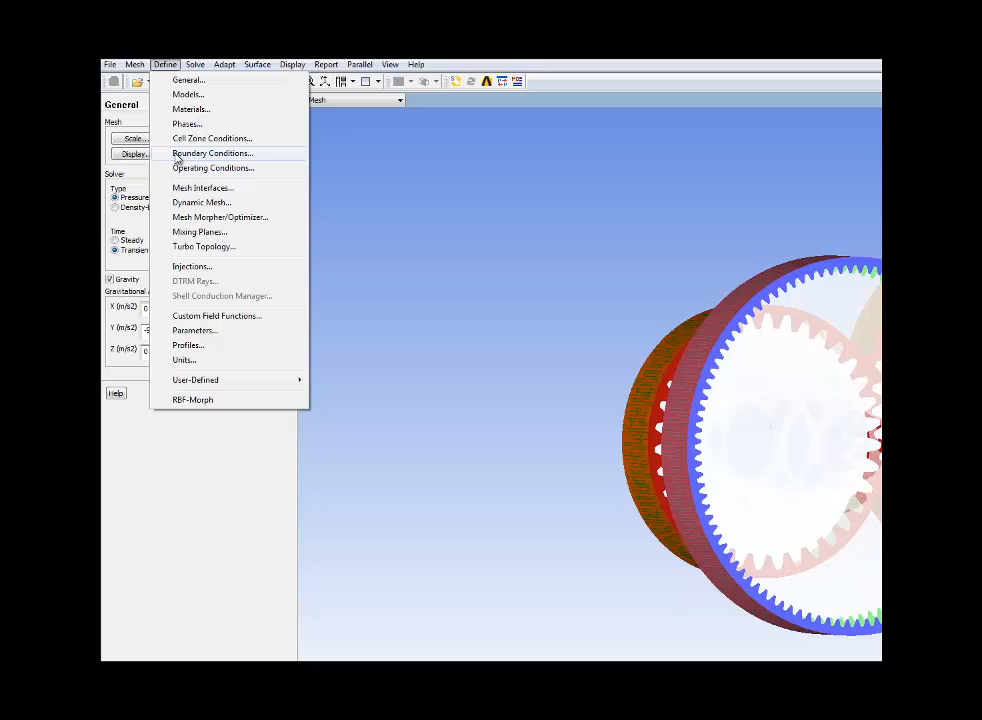 File Mesh Define Solve Adapt Surface Display Report Parallel View Help
General...
Models...
Materials...
Phases...
Cell Zone Conditions...
Boundary Conditions...
Operating Conditions...
Mesh Interfaces...
Dynamic Mesh...
Mesh Morpher/Optimizer...
Mixing Planes...
Turbo Topology...
Injections...
DTRM Rays...
Shell Conduction Manager...
Custom Field Functions...
Parameters...
Profiles...
Units...
User-Defined
RBF-Morph
General
Mesh
Scale...
Display...
Solver
Type
Pressure
Density-
Time
Steady
Transien
Gravity
Gravitational
X (m/s2) 0
Y (m/s2)
Z (m/s2) 0
Help
Mesh